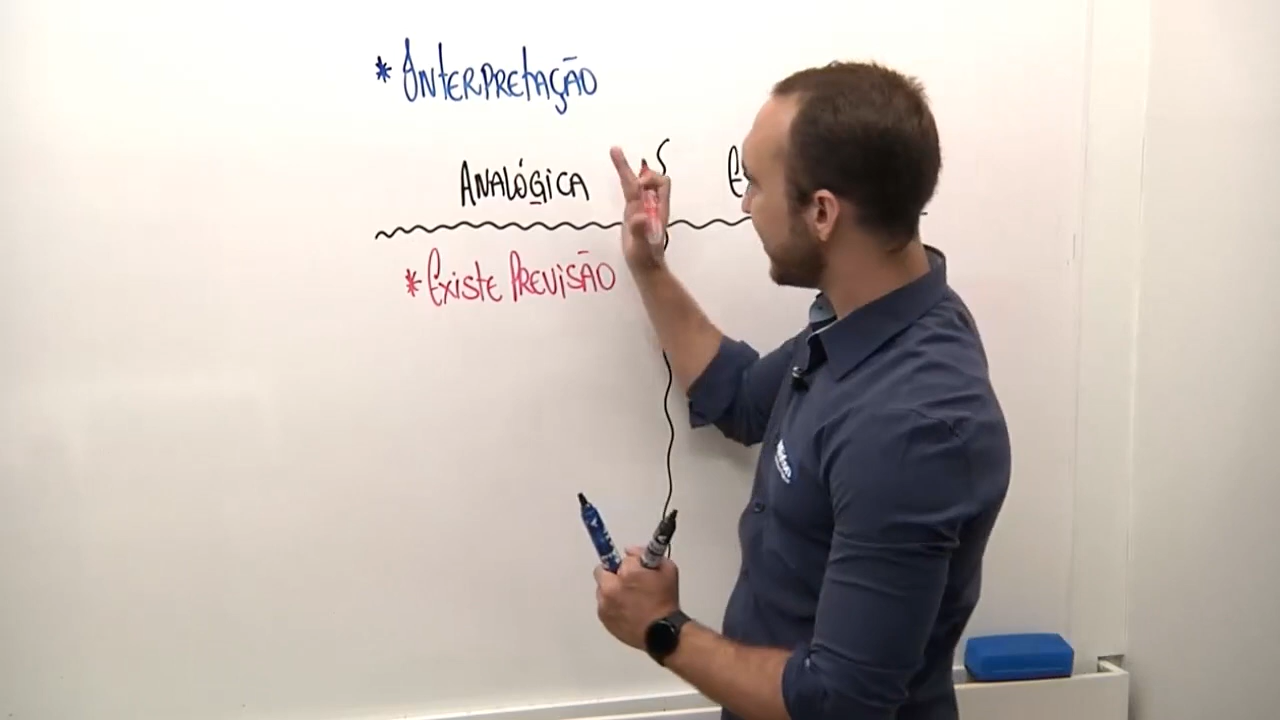 * INTERPRETAÇÃO
ANALÓGICA
* EXISTE PREVISÃO